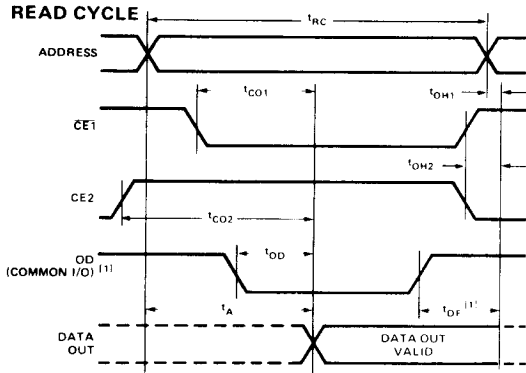 READ CYCLE
tRC
ADDRESS
tCO1
tOH1
CE1
tOH2
CE2
tCO2
OD
(COMMON I/O) [1]
tOD
tA
tDF [1]
DATA
OUT
DATA OUT
VALID